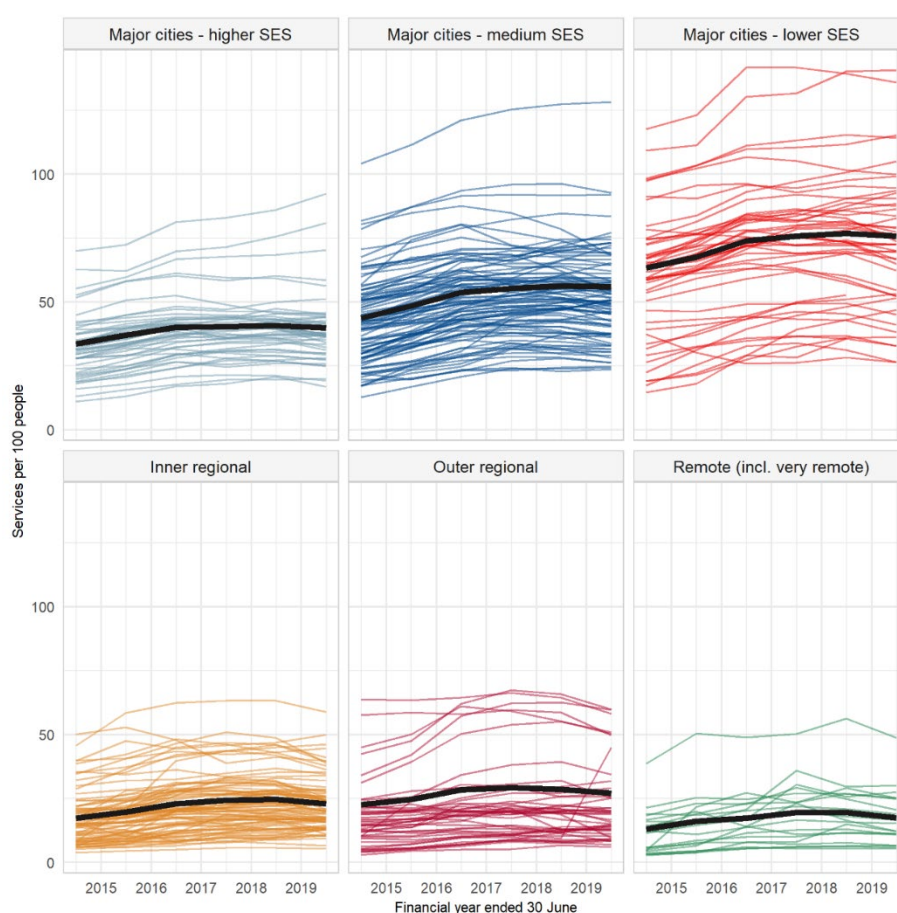 Major cities - higher SES
Major cities - medium SES
Major cities - lower SES
100
50
0
Services per 100 people
Inner regional
Outer regional
Remote (incl. very remote)
100
50
0
2015 2016 2017 2018 2019
2015 2016 2017 2018 2019
2015 2016 2017 2018 2019
Financial year ended 30 June